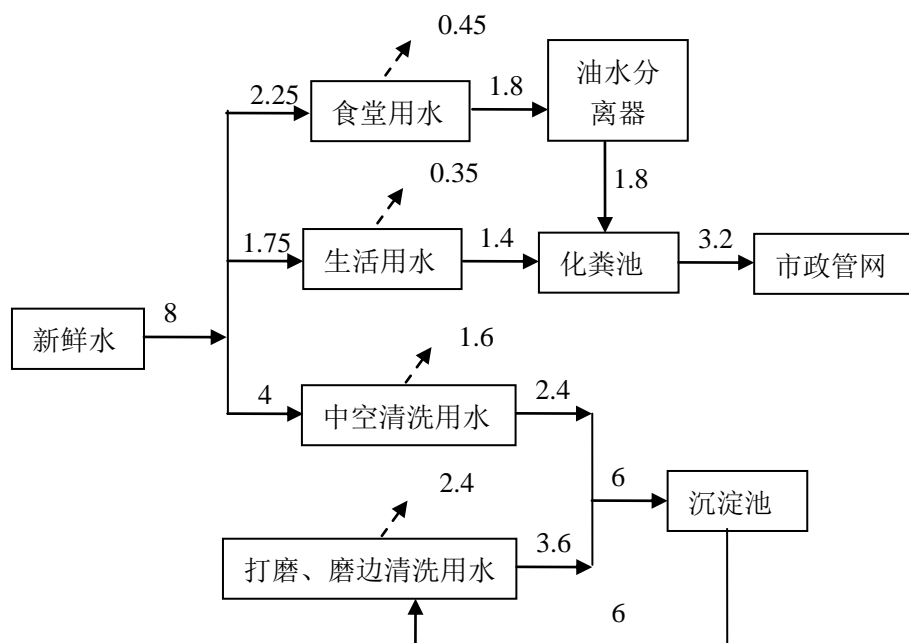 0.45
2.25
食堂用水
1.8
油水分
离器
0.35
1.8
1.75
生活用水
1.4
化粪池
3.2
市政管网
新鲜水
8
1.6
4
中空清洗用水
2.4
2.4
6
沉淀池
打磨、磨边清洗用水
3.6
6